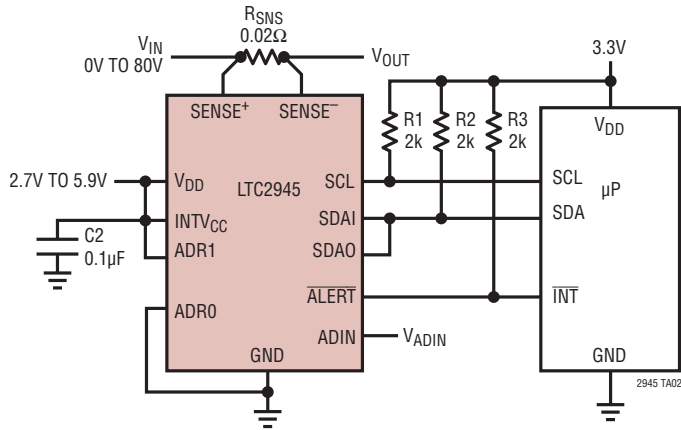 RSNS
0.02Ω
VIN
0V TO 80V
VOUT
3.3V
SENSE+ SENSE–
R1
2k
R2
2k
R3
2k
VDD
2.7V TO 5.9V
VDD
LTC2945
SCL
SCL
µP
INTVCC
SDAI
SDA
C2
0.1µF
ADR1
SDAO
ALERT
INT
ADR0
ADIN
VADIN
GND
GND
2945 TA02